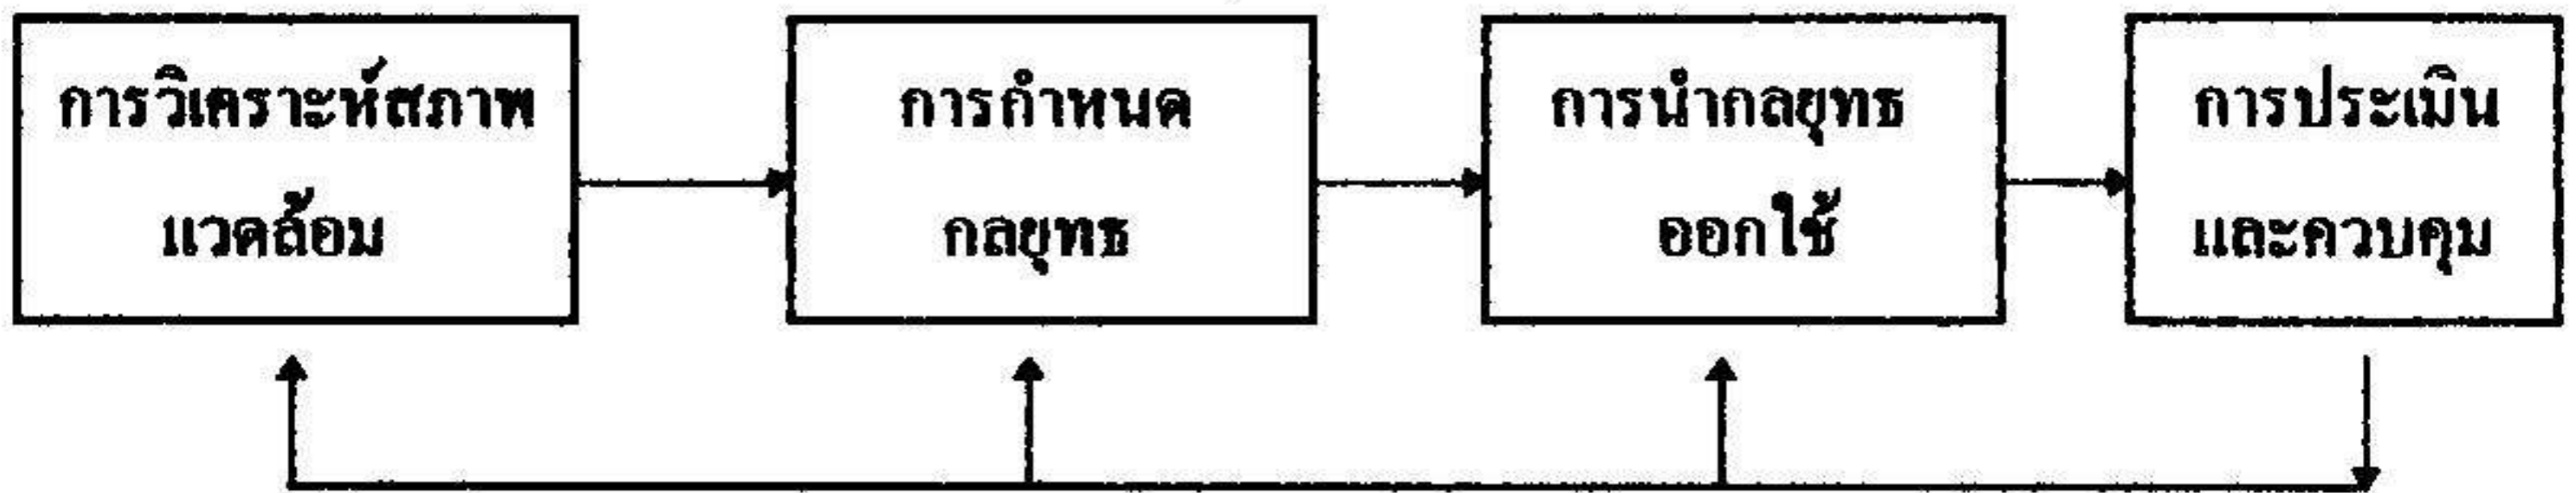 การวิเคราะห์สภาพ
แวดล้อม
การกำหนด
กลยุทธ
การนำกลยุทธ
ออกใช้
การประเมิน
และควบคุม